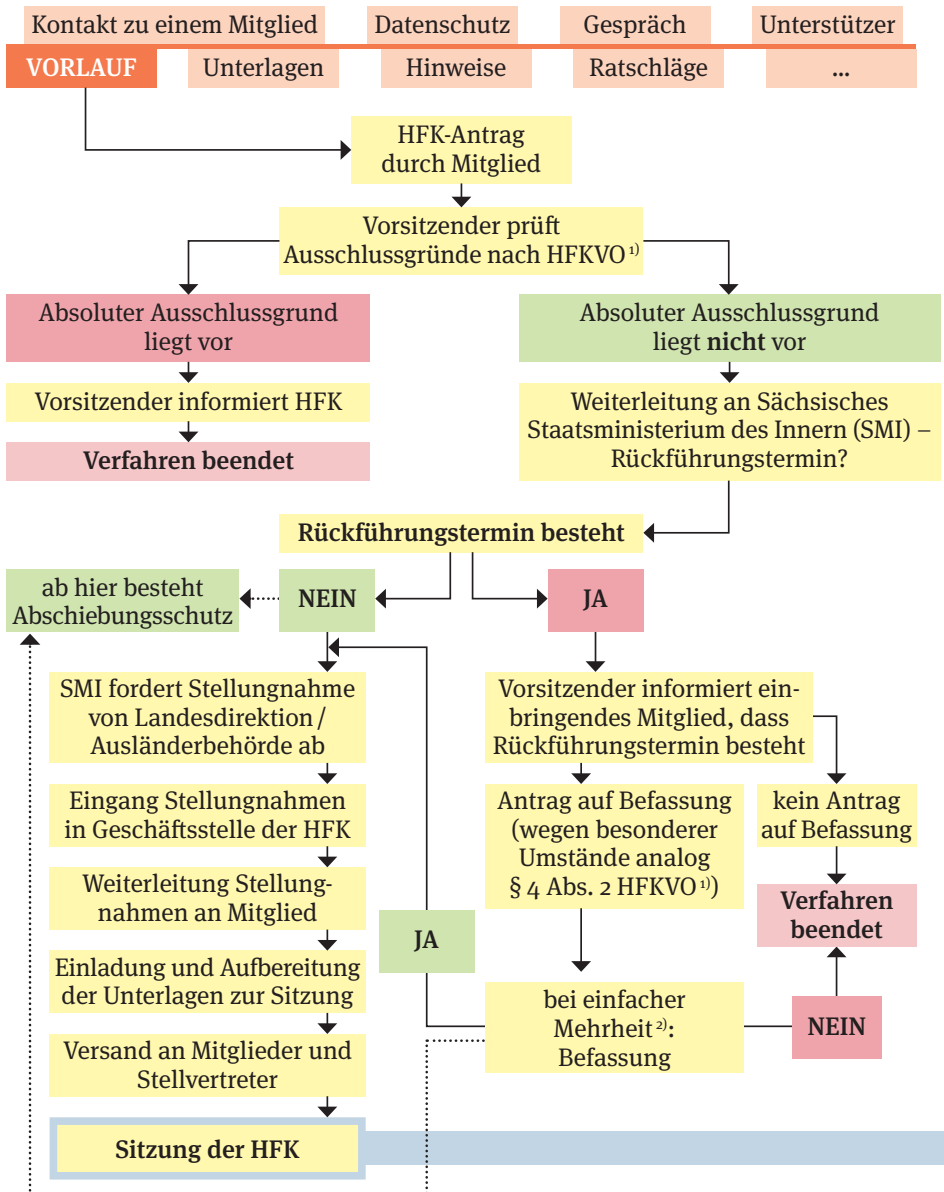 Kontakt zu einem Mitglied
Datenschutz
Gespräch
Unterstützer
VORLAUF
Unterlagen
Hinweise
Ratschläge
...
HFK-Antrag
durch Mitglied
Vorsitzender prüft
Ausschlussgründe nach HFKVO 1)
Absoluter Ausschlussgrund
liegt vor
Absoluter Ausschlussgrund
liegt nicht vor
Vorsitzender informiert HFK
Verfahren beendet
Weiterleitung an Sächsisches
Staatsministerium des Innern (SMI) –
Rückführungstermin?
Rückführungstermin besteht
ab hier besteht
Abschiebungsschutz
NEIN
JA
SMI fordert Stellungnahme
von Landesdirektion /
Ausländerbehörde ab
Vorsitzender informiert ein-
bringendes Mitglied, dass
Rückführungstermin besteht
Eingang Stellungnahmen
in Geschäftsstelle der HFK
Antrag auf Befassung
(wegen besonderer
Umstände analog
§ 4 Abs. 2 HFKVO 1))
kein Antrag
auf Befassung
Weiterleitung Stellung-
nahmen an Mitglied
JA
Verfahren
beendet
Einladung und Aufbereitung
der Unterlagen zur Sitzung
bei einfacher
Mehrheit 2):
Befassung
NEIN
Versand an Mitglieder und
Stellvertreter
Sitzung der HFK